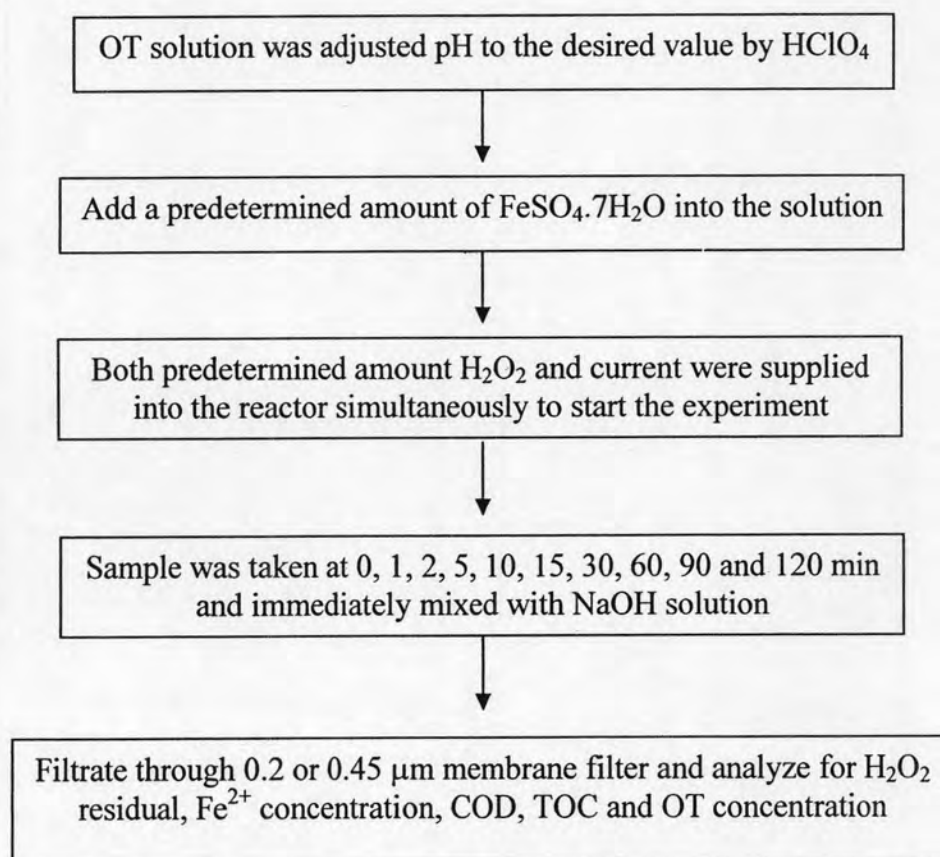 OT solution was adjusted pH to the desired value by HClO₄
Add a predetermined amount of FeSO₄.7H₂O into the solution
Both predetermined amount H₂O₂ and current were supplied
into the reactor simultaneously to start the experiment
Sample was taken at 0, 1, 2, 5, 10, 15, 30, 60, 90 and 120 min
and immediately mixed with NaOH solution
Filtrate through 0.2 or 0.45 μm membrane filter and analyze for H₂O₂
residual, Fe²⁺ concentration, COD, TOC and OT concentration